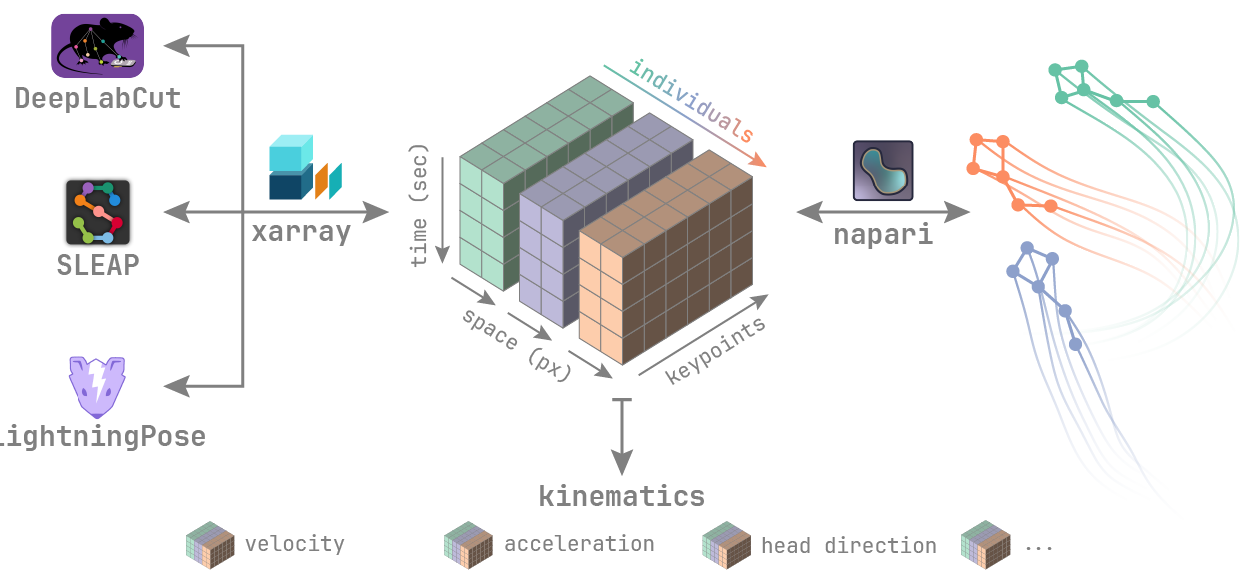 DeepLabCut
SLEAP
LightningPose
xarray
individuals
time (sec)
space (px)
keypoints
napari
kinematics
velocity
acceleration
head direction
...